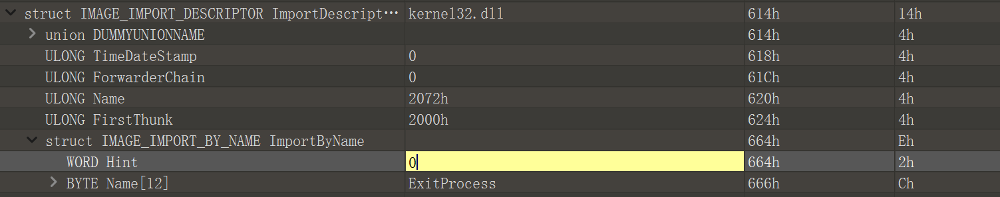 struct IMAGE_IMPORT_DESCRIPTOR ImportDescript⋯ kernel32.dll 614h 14h
union DUMMYUNIONNAME 614h 4h
ULONG TimeDateStamp 0 618h 4h
ULONG ForwarderChain 0 61Ch 4h
ULONG Name 2072h 620h 4h
ULONG FirstThunk 2000h 624h 4h
struct IMAGE_IMPORT_BY_NAME ImportByName 664h Eh
WORD Hint 0 664h 2h
BYTE Name[12] ExitProcess 666h Ch